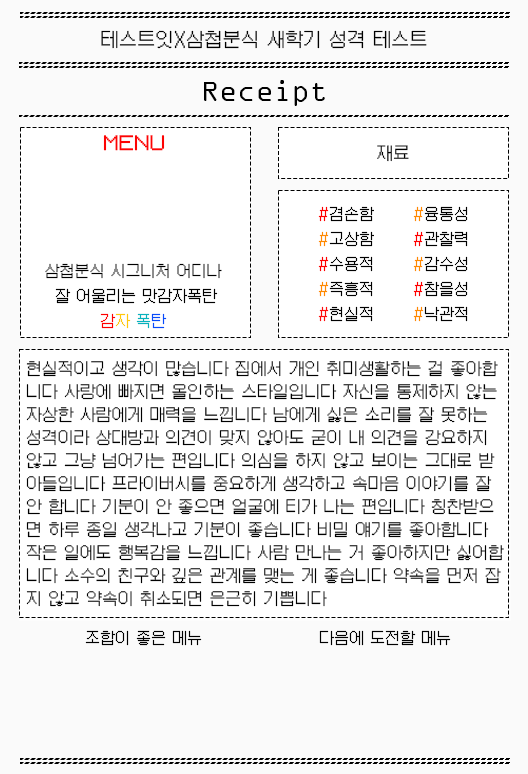 테스트잇X삼첩분식 새학기 성격 테스트
Receipt
MENU
삼첩분식 시그니처 어디나
잘 어울리는 맛감자폭탄
감자 폭탄
재료
#겸손함 #융통성
#고상함 #관찰력
#수용적 #감수성
#즉흥적 #참을성
#현실적 #낙관적
현실적이고 생각이 많습니다 집에서 개인 취미생활하는 걸 좋아합
니다 사랑에 빠지면 올인하는 스타일입니다 자신을 통제하지 않는
자상한 사람에게 매력을 느낍니다 남에게 싫은 소리를 잘 못하는
성격이라 상대방과 의견이 맞지 않아도 굳이 내 의견을 강요하지
않고 그냥 넘어가는 편입니다 의심을 하지 않고 보이는 그대로 받
아들입니다 프라이버시를 중요하게 생각하고 속마음 이야기를 잘
안 합니다 기분이 안 좋으면 얼굴에 티가 나는 편입니다 칭찬받으
면 하루 종일 생각나고 기분이 좋습니다 비밀 얘기를 좋아합니다
작은 일에도 행복감을 느낍니다 사람 만나는 거 좋아하지만 싫어합
니다 소수의 친구와 깊은 관계를 맺는 게 좋습니다 약속을 먼저 잡
지 않고 약속이 취소되면 은근히 기쁩니다
조합이 좋은 메뉴 다음에 도전할 메뉴